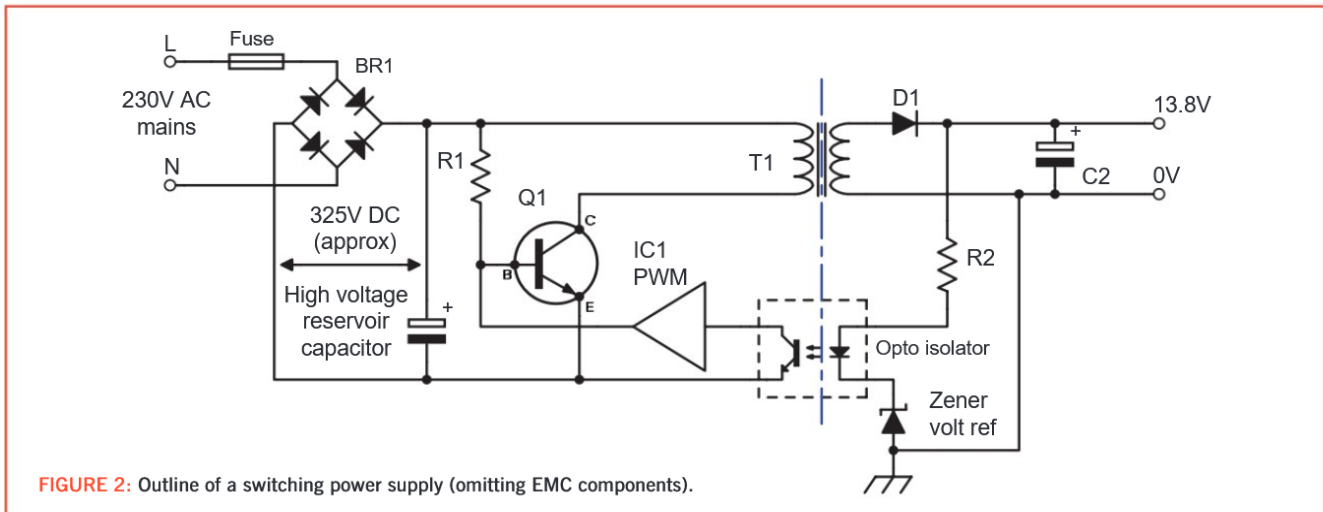 L
Fuse
BR1
230V AC
mains
N
325V DC
(approx)
High voltage
reservoir
capacitor
+
R1
Q1
C
B
E
IC1
PWM
T1
D1
13.8V
+
C2
0V
R2
Opto isolator
Zener
volt ref
FIGURE 2: Outline of a switching power supply (omitting EMC components).